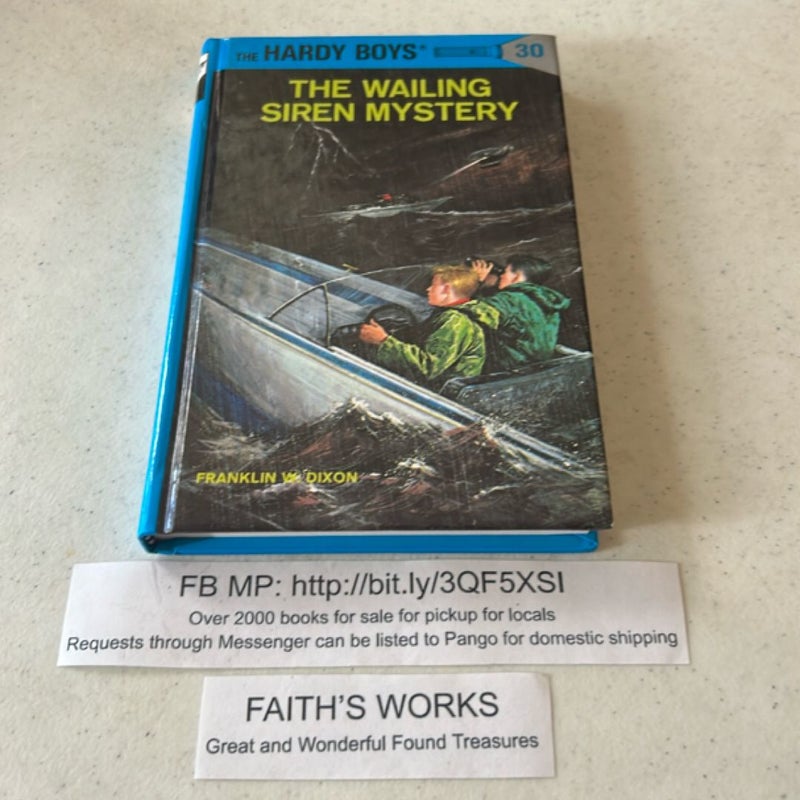 THE HARDY BOYS® 30
THE WAILING
SIREN MYSTERY
FRANKLIN W. DIXON
FB MP: http://bit.ly/3QF5XSI
Over 2000 books for sale for pickup for locals
Requests through Messenger can be listed to Pango for domestic shipping
FAITH'S WORKS
Great and Wonderful Found Treasures